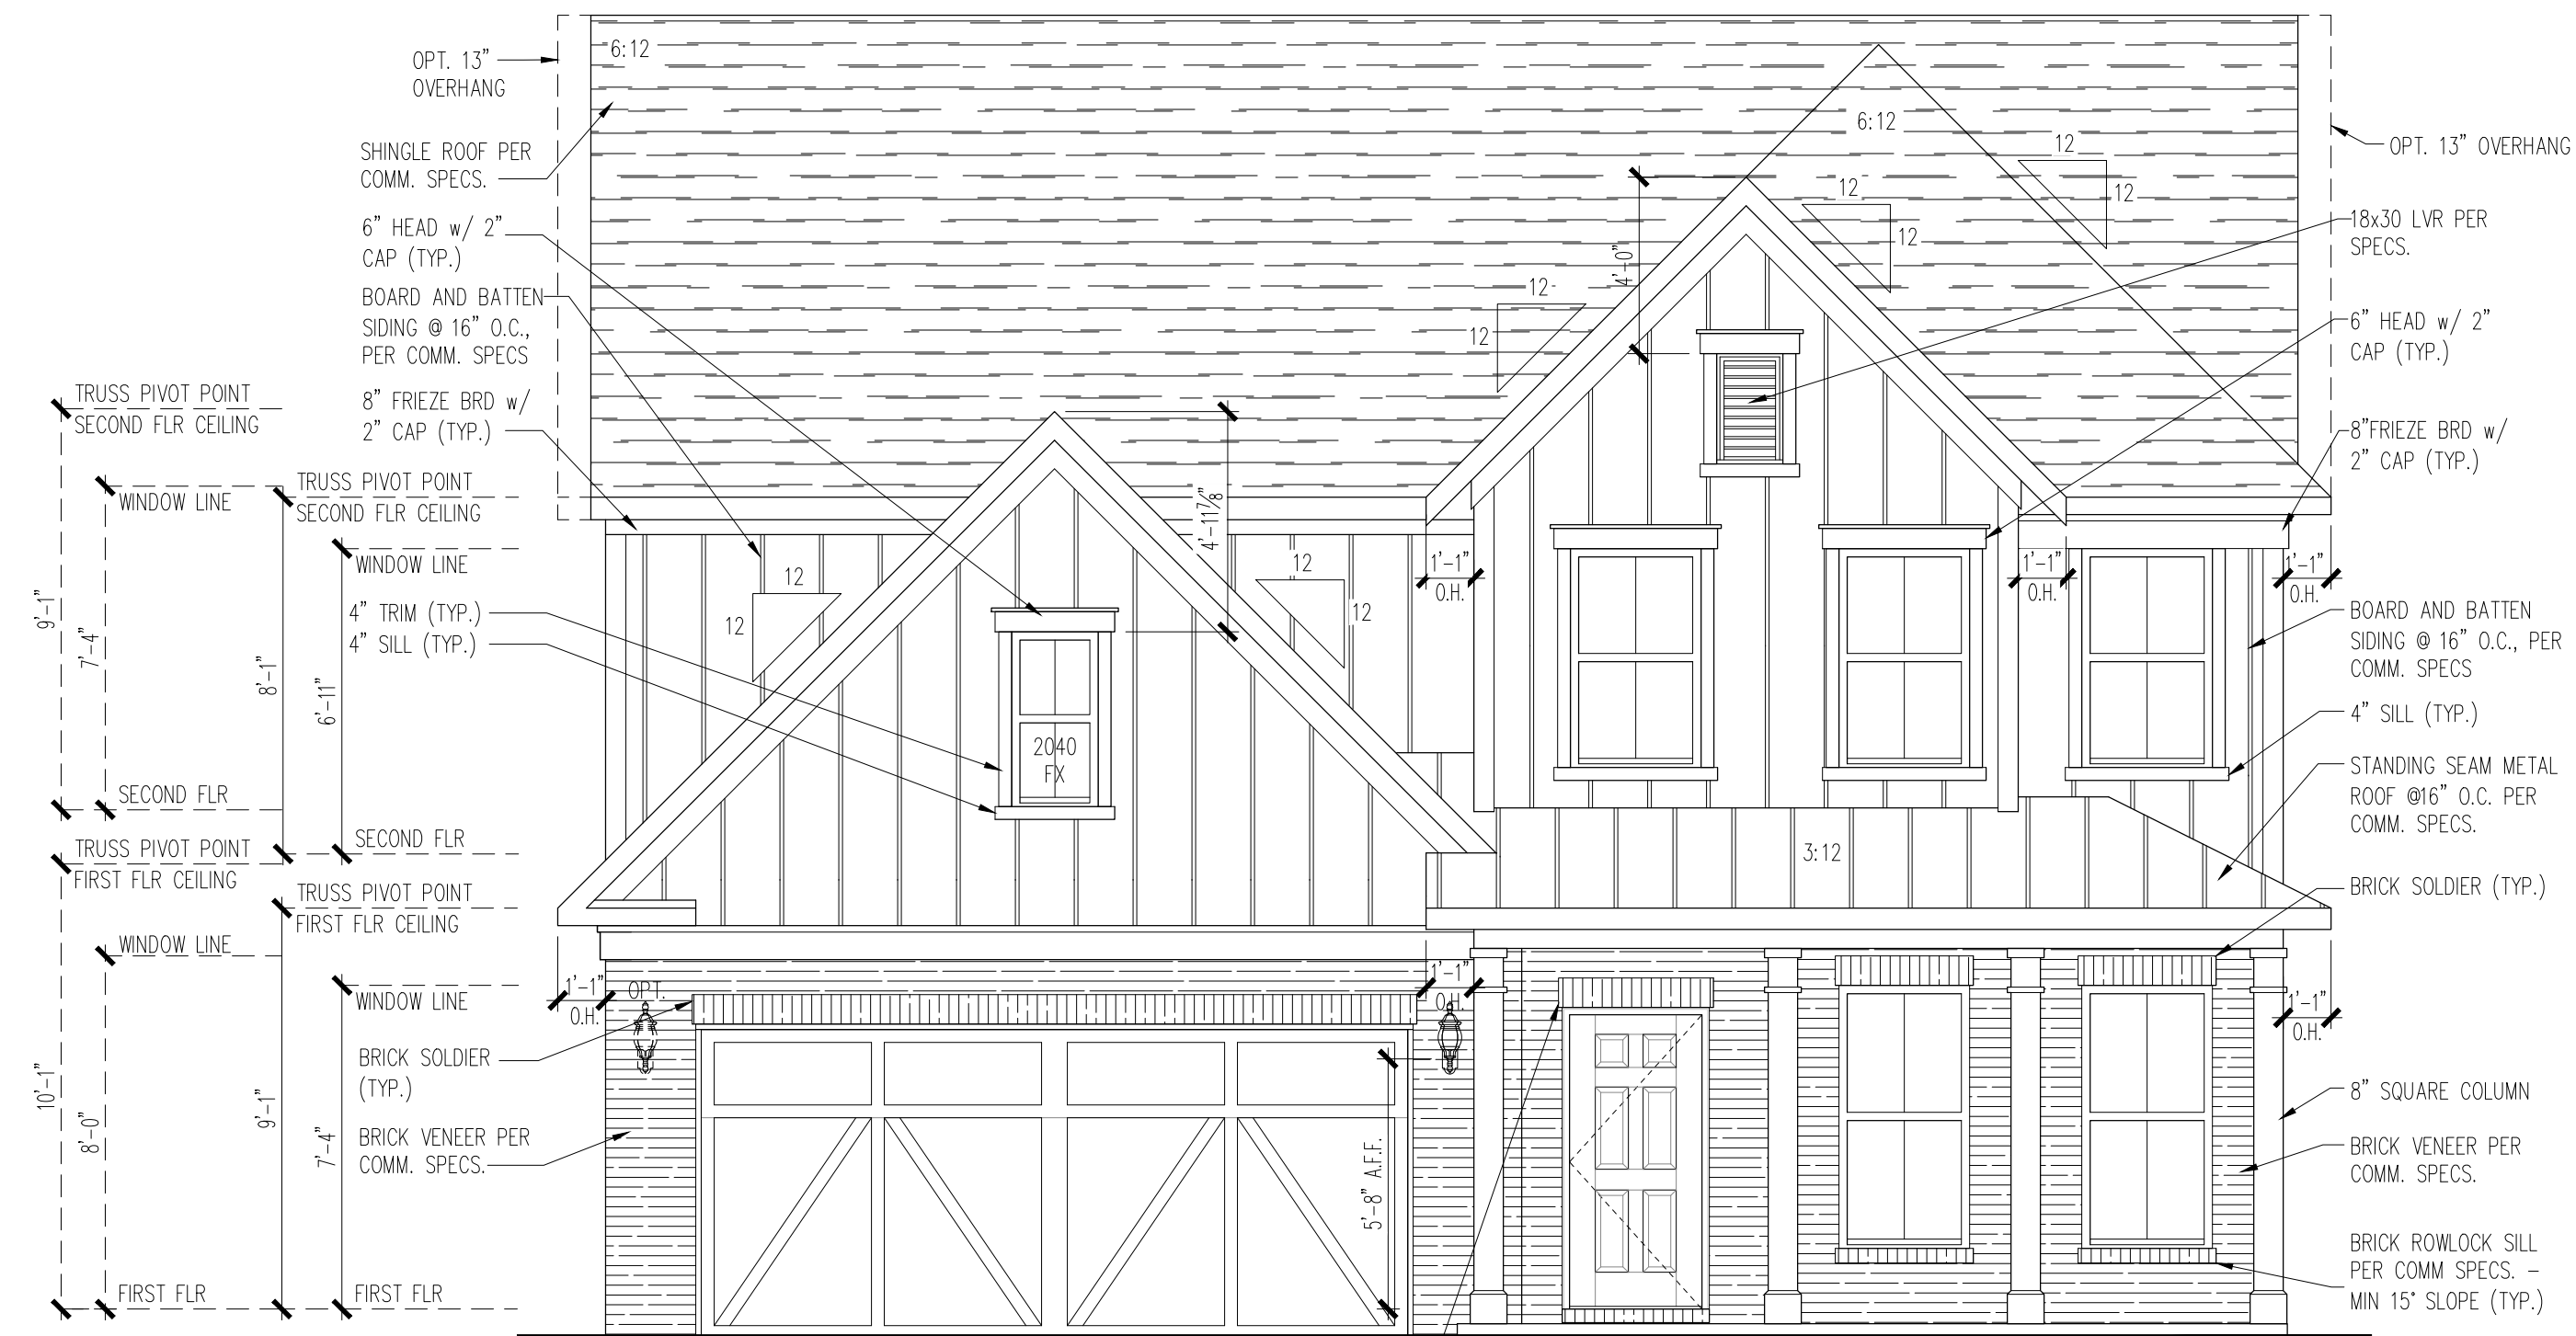 OPT. 13"
OVERHANG
SHINGLE ROOF PER
COMM. SPECS.
6" HEAD w/ 2"
CAP (TYP.)
BOARD AND BATTEN
SIDING @ 16" O.C.,
PER COMM. SPECS
8" FRIEZE BRD w/
2" CAP (TYP.)
4" TRIM (TYP.)
4" SILL (TYP.)
BRICK SOLDIER
(TYP.)
BRICK VENEER PER
COMM. SPECS.
TRUSS PIVOT POINT
SECOND FLR CEILING
WINDOW LINE
SECOND FLR
TRUSS PIVOT POINT
FIRST FLR CEILING
WINDOW LINE
FIRST FLR
9'-1"
7'-4"
10'-1"
8'-0"
TRUSS PIVOT POINT
SECOND FLR CEILING
WINDOW LINE
SECOND FLR
TRUSS PIVOT POINT
FIRST FLR CEILING
WINDOW LINE
FIRST FLR
8'-1"
6'-11"
9'-1"
7'-4"
6:12
6:12
12
12
12
12
12
12
4'-0"
4'-11⅞"
12
12
12
12
2040
FX
1'-1"
O.H.
1'-1"
O.H.
1'-1"
O.H.
3:12
1'-1"
O.H.
OPT.
1'-1"
O.H.
1'-1"
O.H.
5'-8" A.F.F.
OPT. 13" OVERHANG
18x30 LVR PER
SPECS.
6" HEAD w/ 2"
CAP (TYP.)
8"FRIEZE BRD w/
2" CAP (TYP.)
BOARD AND BATTEN
SIDING @ 16" O.C., PER
COMM. SPECS
4" SILL (TYP.)
STANDING SEAM METAL
ROOF @16" O.C. PER
COMM. SPECS.
BRICK SOLDIER (TYP.)
8" SQUARE COLUMN
BRICK VENEER PER
COMM. SPECS.
BRICK ROWLOCK SILL
PER COMM SPECS. –
MIN 15° SLOPE (TYP.)